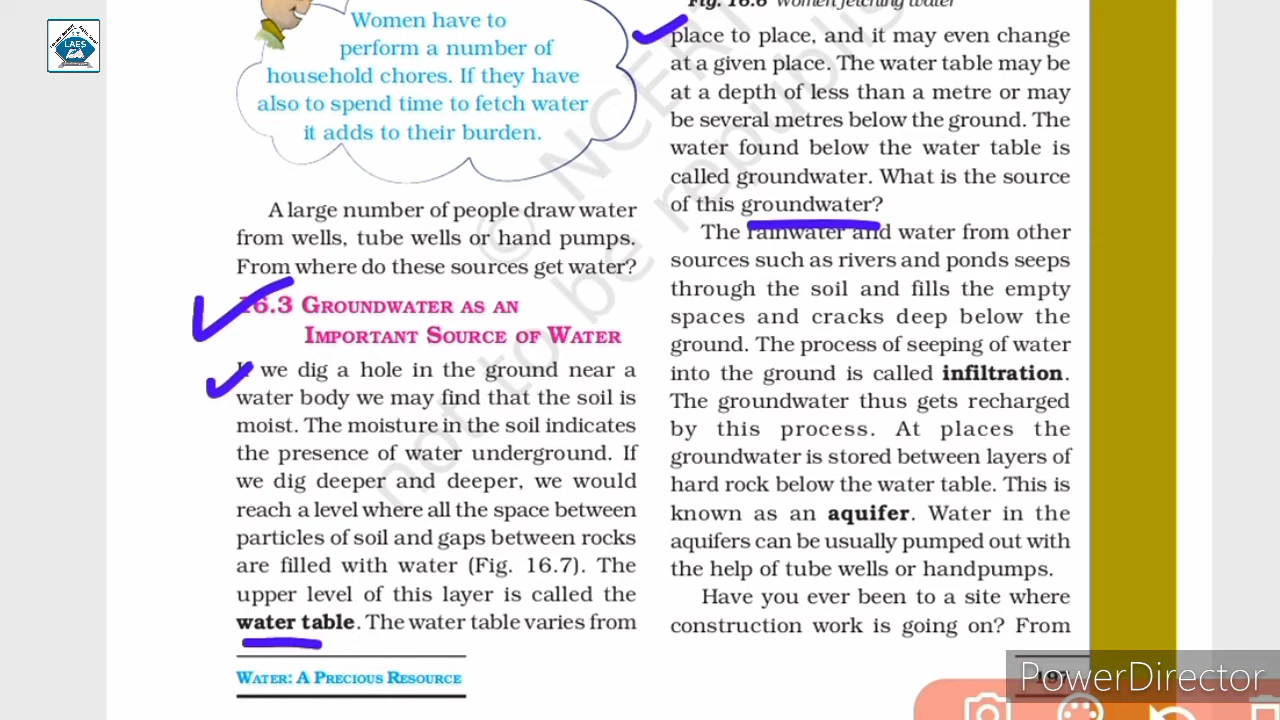 LAES
Women have to
perform a number of
household chores. If they have
also to spend time to fetch water
it adds to their burden.
A large number of people draw water
from wells, tube wells or hand pumps.
From where do these sources get water?
16.3 GROUNDWATER AS AN
IMPORTANT SOURCE OF WATER
If we dig a hole in the ground near a
water body we may find that the soil is
moist. The moisture in the soil indicates
the presence of water underground. If
we dig deeper and deeper, we would
reach a level where all the space between
particles of soil and gaps between rocks
are filled with water (Fig. 16.7). The
upper level of this layer is called the
water table. The water table varies from
WATER: A PRECIOUS RESOURCE
Fig. 16.6 Women fetching water
place to place, and it may even change
at a given place. The water table may be
at a depth of less than a metre or may
be several metres below the ground. The
water found below the water table is
called groundwater. What is the source
of this groundwater?
The rainwater and water from other
sources such as rivers and ponds seeps
through the soil and fills the empty
spaces and cracks deep below the
ground. The process of seeping of water
into the ground is called infiltration.
The groundwater thus gets recharged
by this process. At places the
groundwater is stored between layers of
hard rock below the water table. This is
known as an aquifer. Water in the
aquifers can be usually pumped out with
the help of tube wells or handpumps.
Have you ever been to a site where
construction work is going on? From
© NCERT
not to be republis
PowerDirector